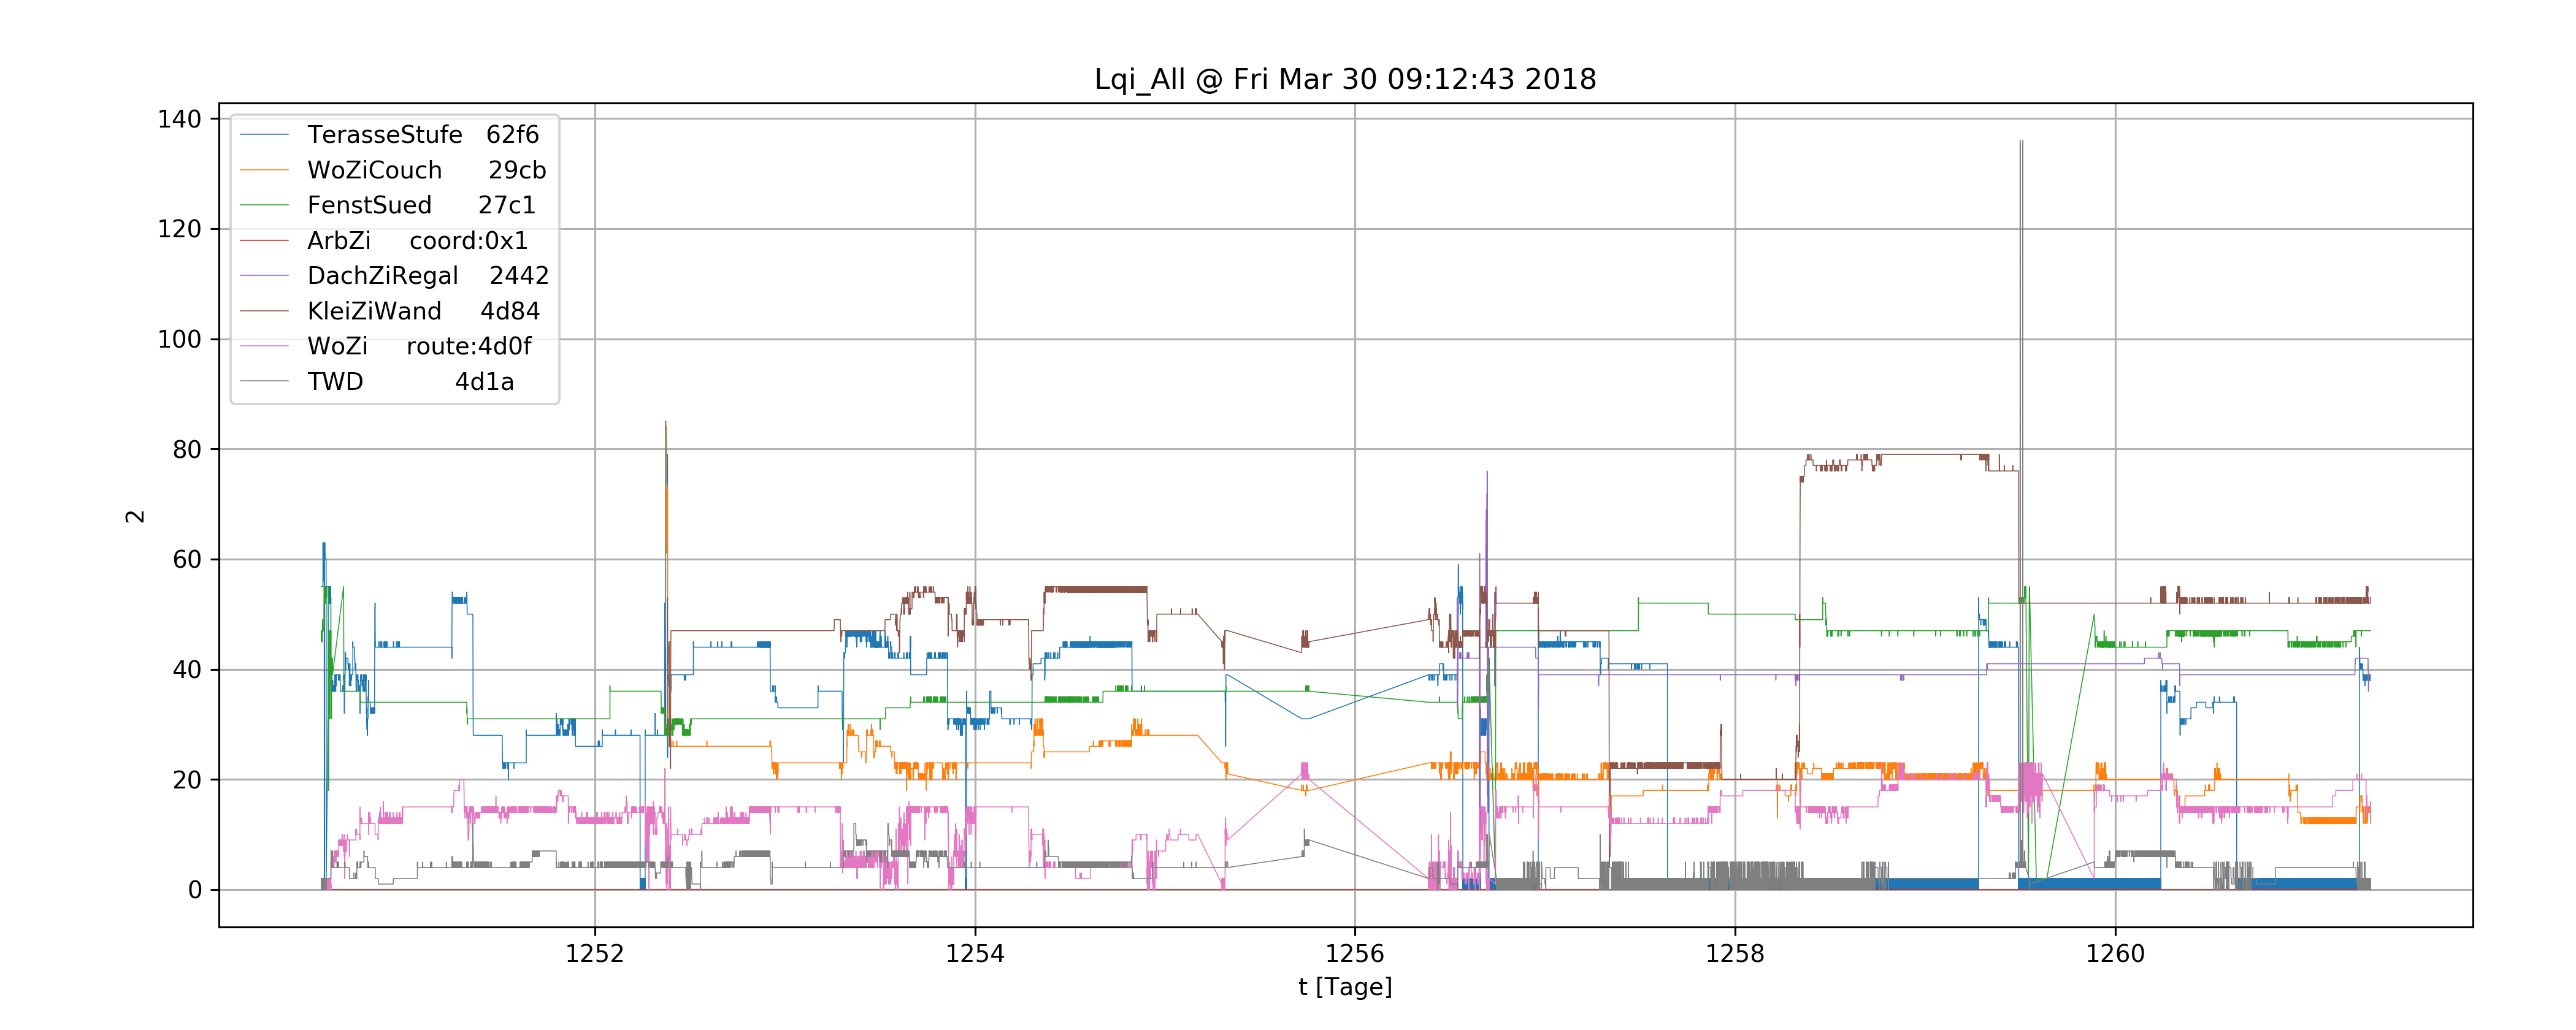 Lqi_All @ Fri Mar 30 09:12:43 2018
140
120
100
80
60
40
20
0
2
TerasseStufe 62f6
WoZiCouch 29cb
FenstSued 27c1
ArbZi coord:0x1
DachZiRegal 2442
KleiZiWand 4d84
WoZi route:4d0f
TWD 4d1a
1252 1254 1256 1258 1260
t [Tage]